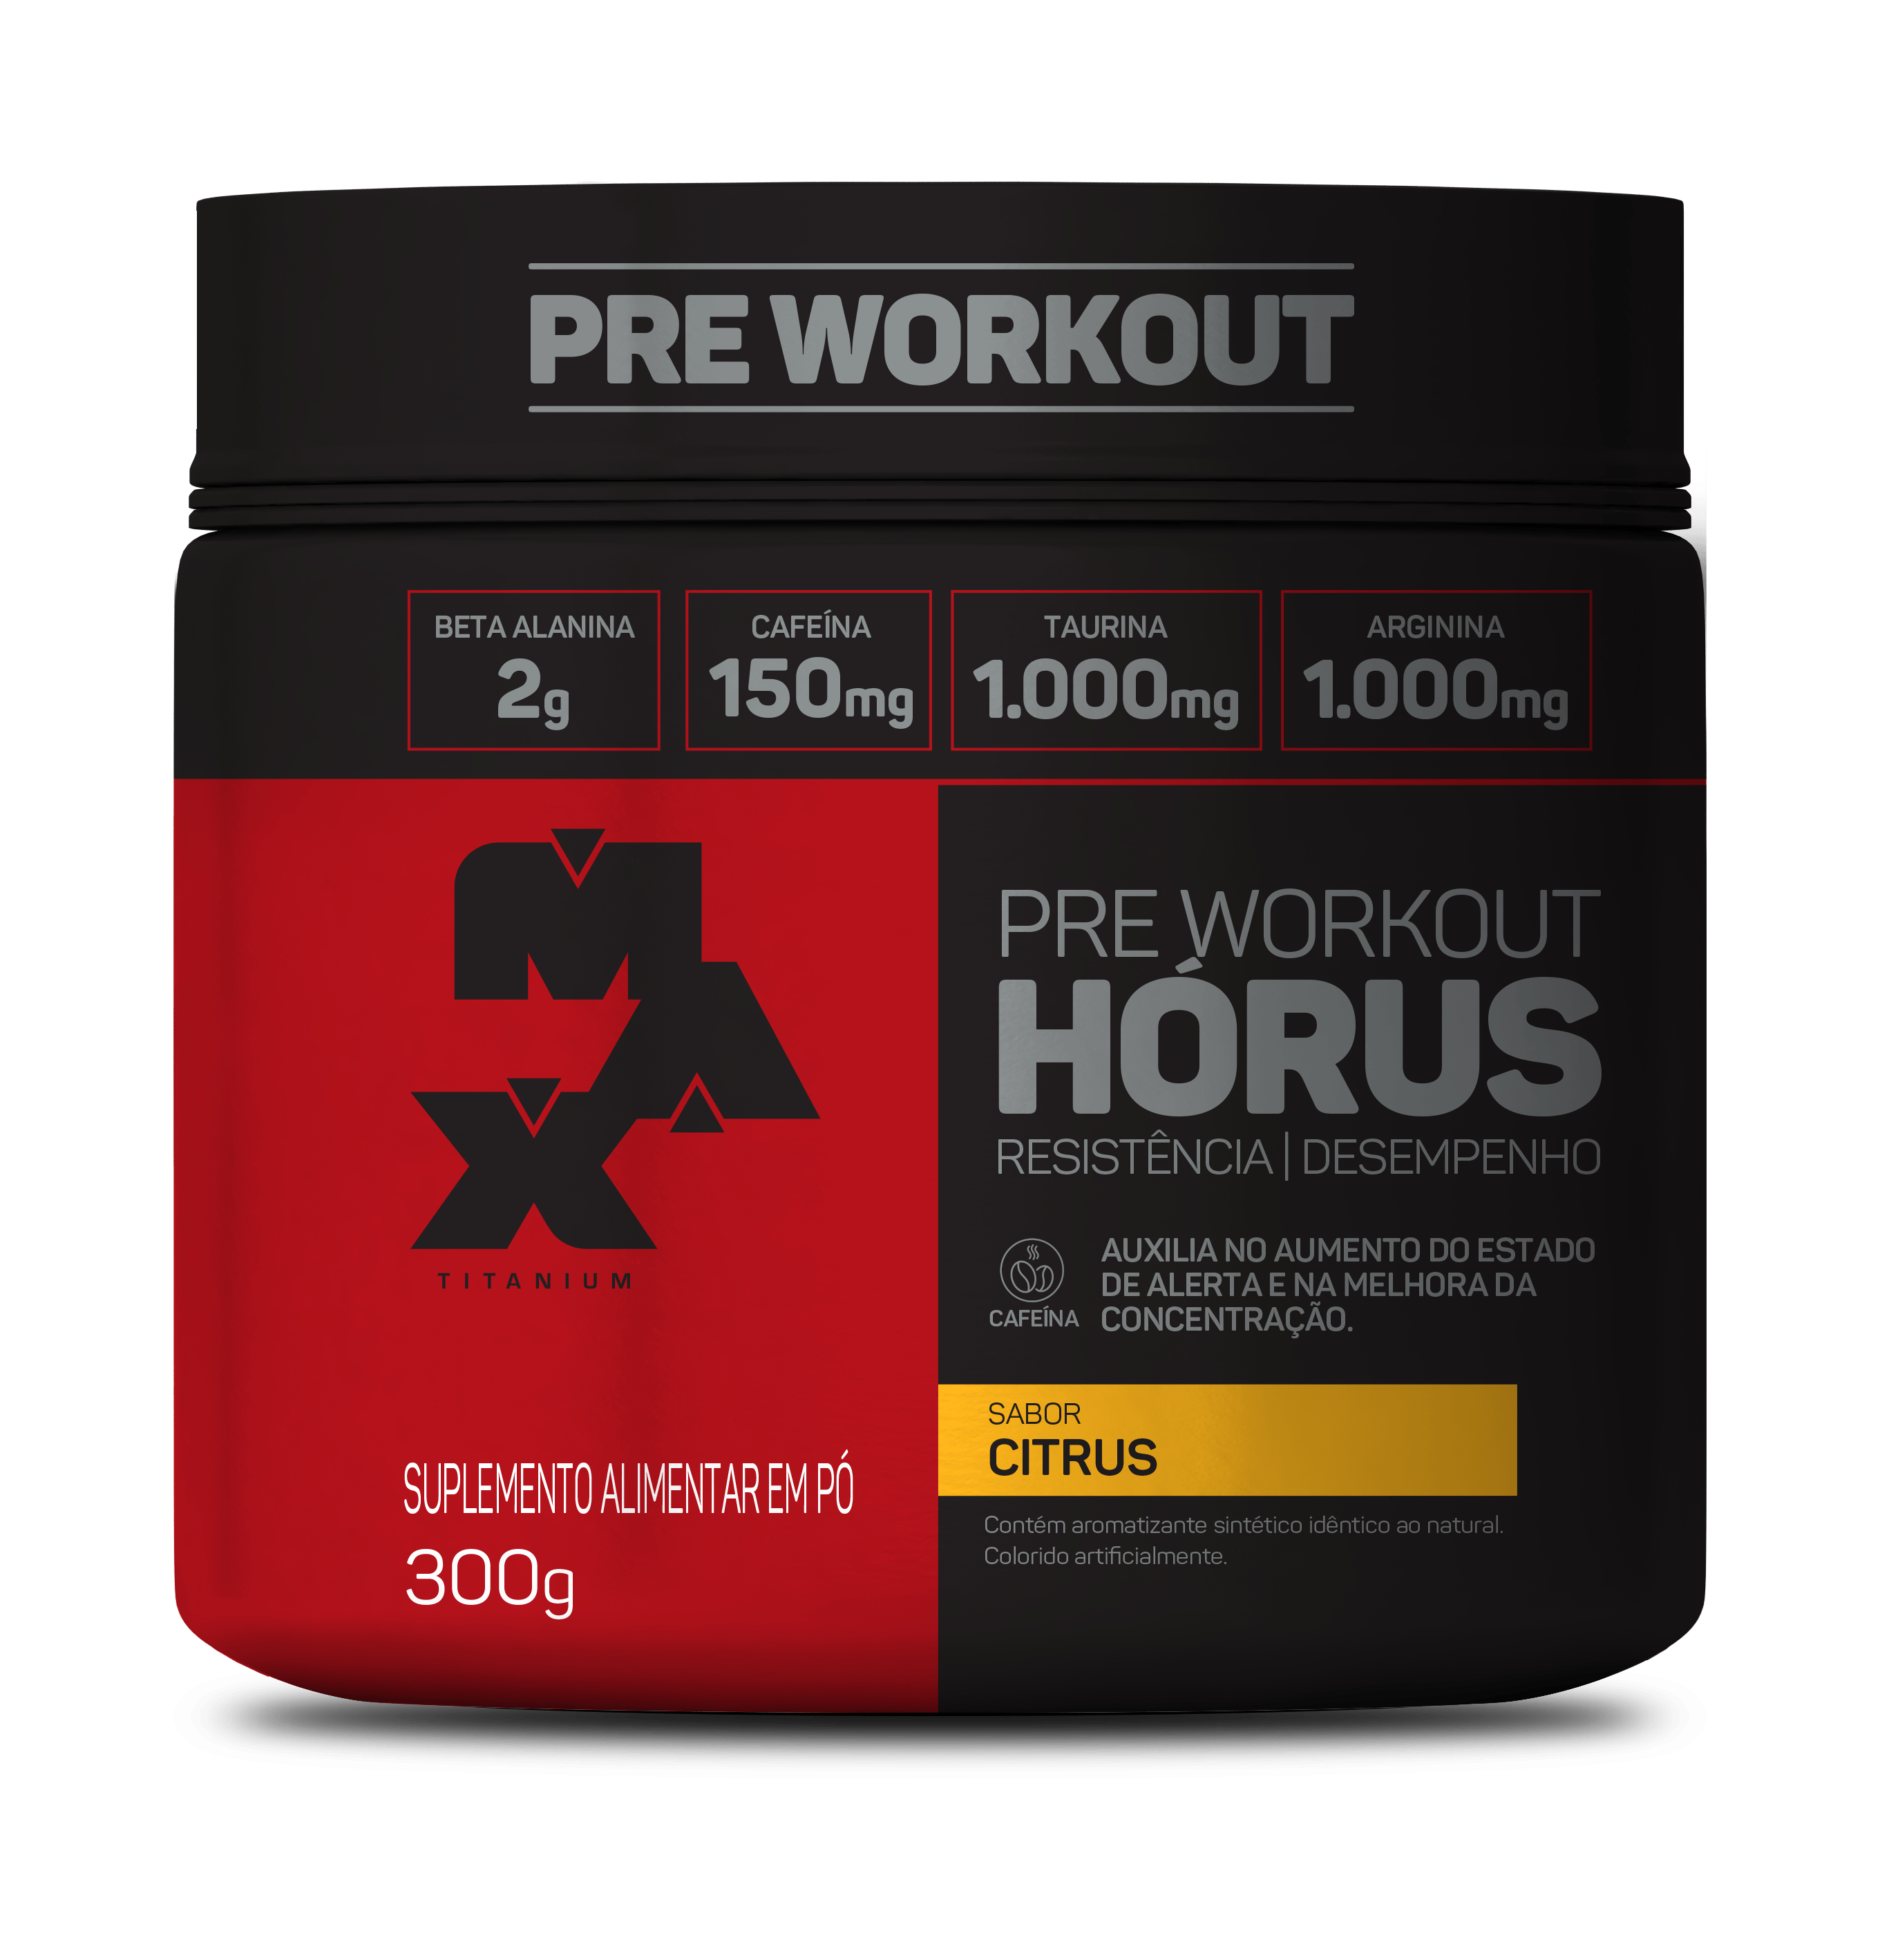 PRE WORKOUT
BETA ALANINA
2g
CAFEÍNA
150mg
TAURINA
1.000mg
ARGININA
1.000mg
MAX
TITANIUM
SUPLEMENTO ALIMENTAR EM PÓ
300g
PRE WORKOUT
HÓRUS
RESISTÊNCIA | DESEMPENHO
CAFEÍNA
AUXILIA NO AUMENTO DO ESTADO
DE ALERTA E NA MELHORA DA
CONCENTRAÇÃO.
SABOR
CITRUS
Contém aromatizante sintético idêntico ao natural.
Colorido artificialmente.